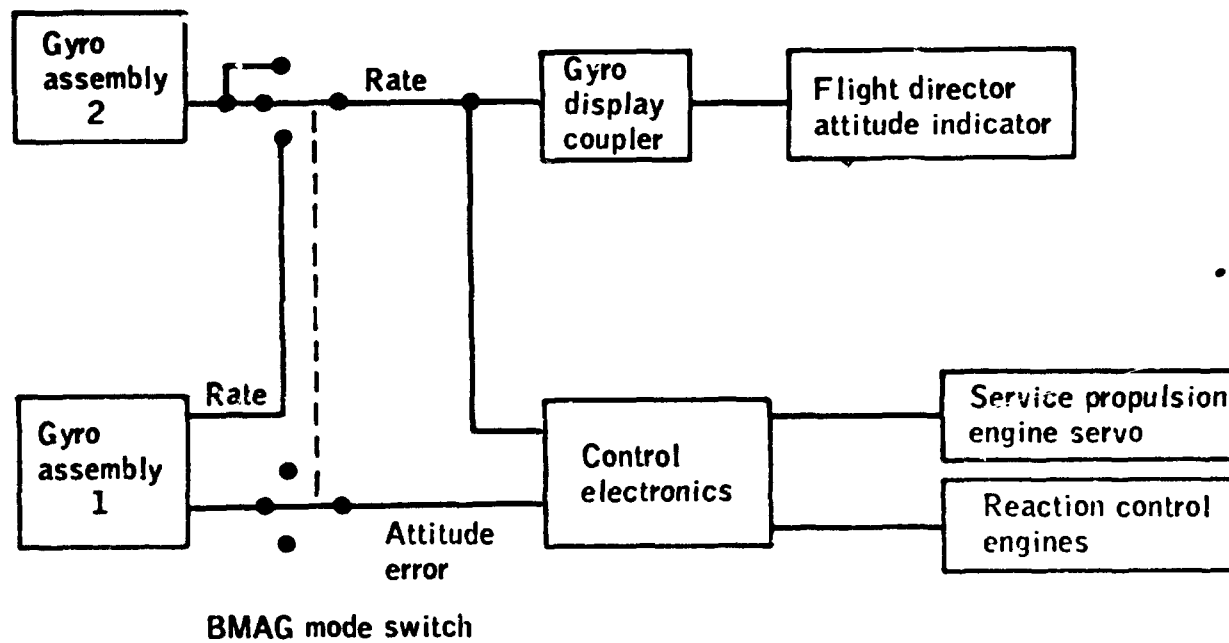 Gyro
assembly
2
Rate
Gyro
display
coupler
Flight director
attitude indicator
Rate
Gyro
assembly
1
Control
electronics
Service propulsion
engine servo
Reaction control
engines
Attitude
error
BMAG mode switch